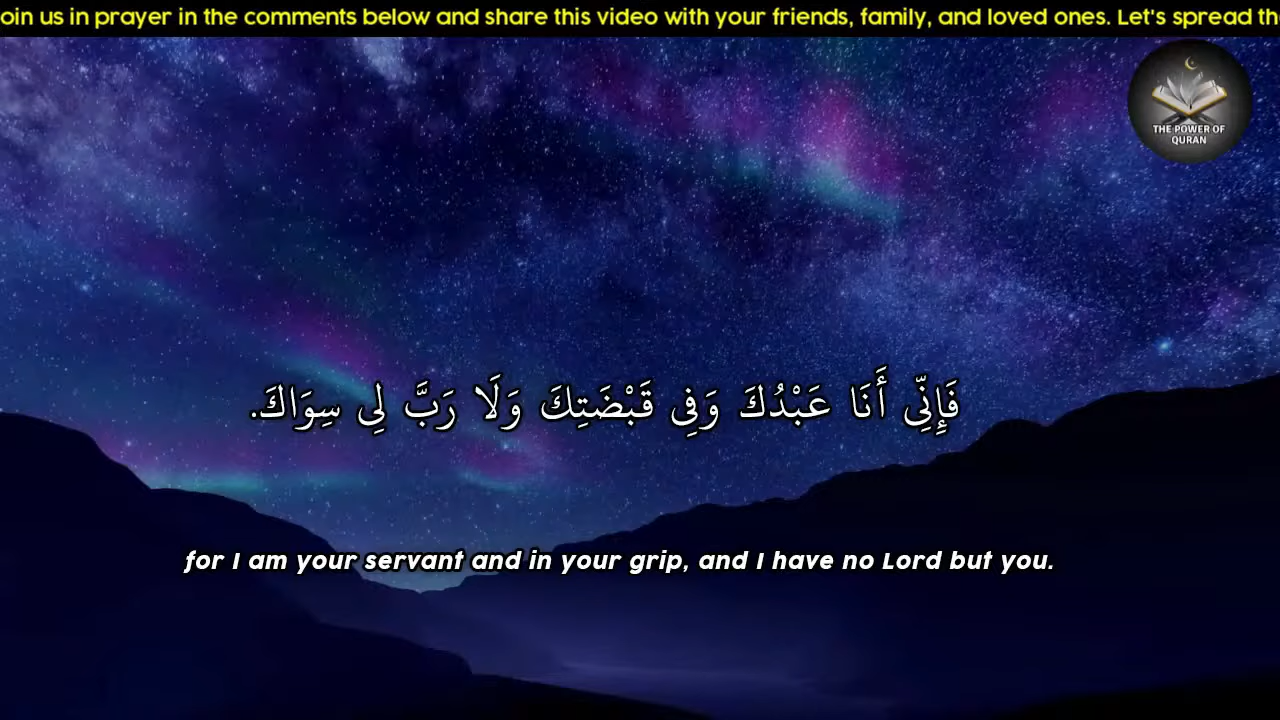 oin us in prayer in the comments below and share this video with your friends, family, and loved ones. Let's spread th
THE POWER OF
QURAN
فَإِنِّى أَنَا عَبْدُكَ وَفِى قَبْضَتِكَ وَلَا رَبَّ لِى سِوَاكَ.
for I am your servant and in your grip, and I have no Lord but you.